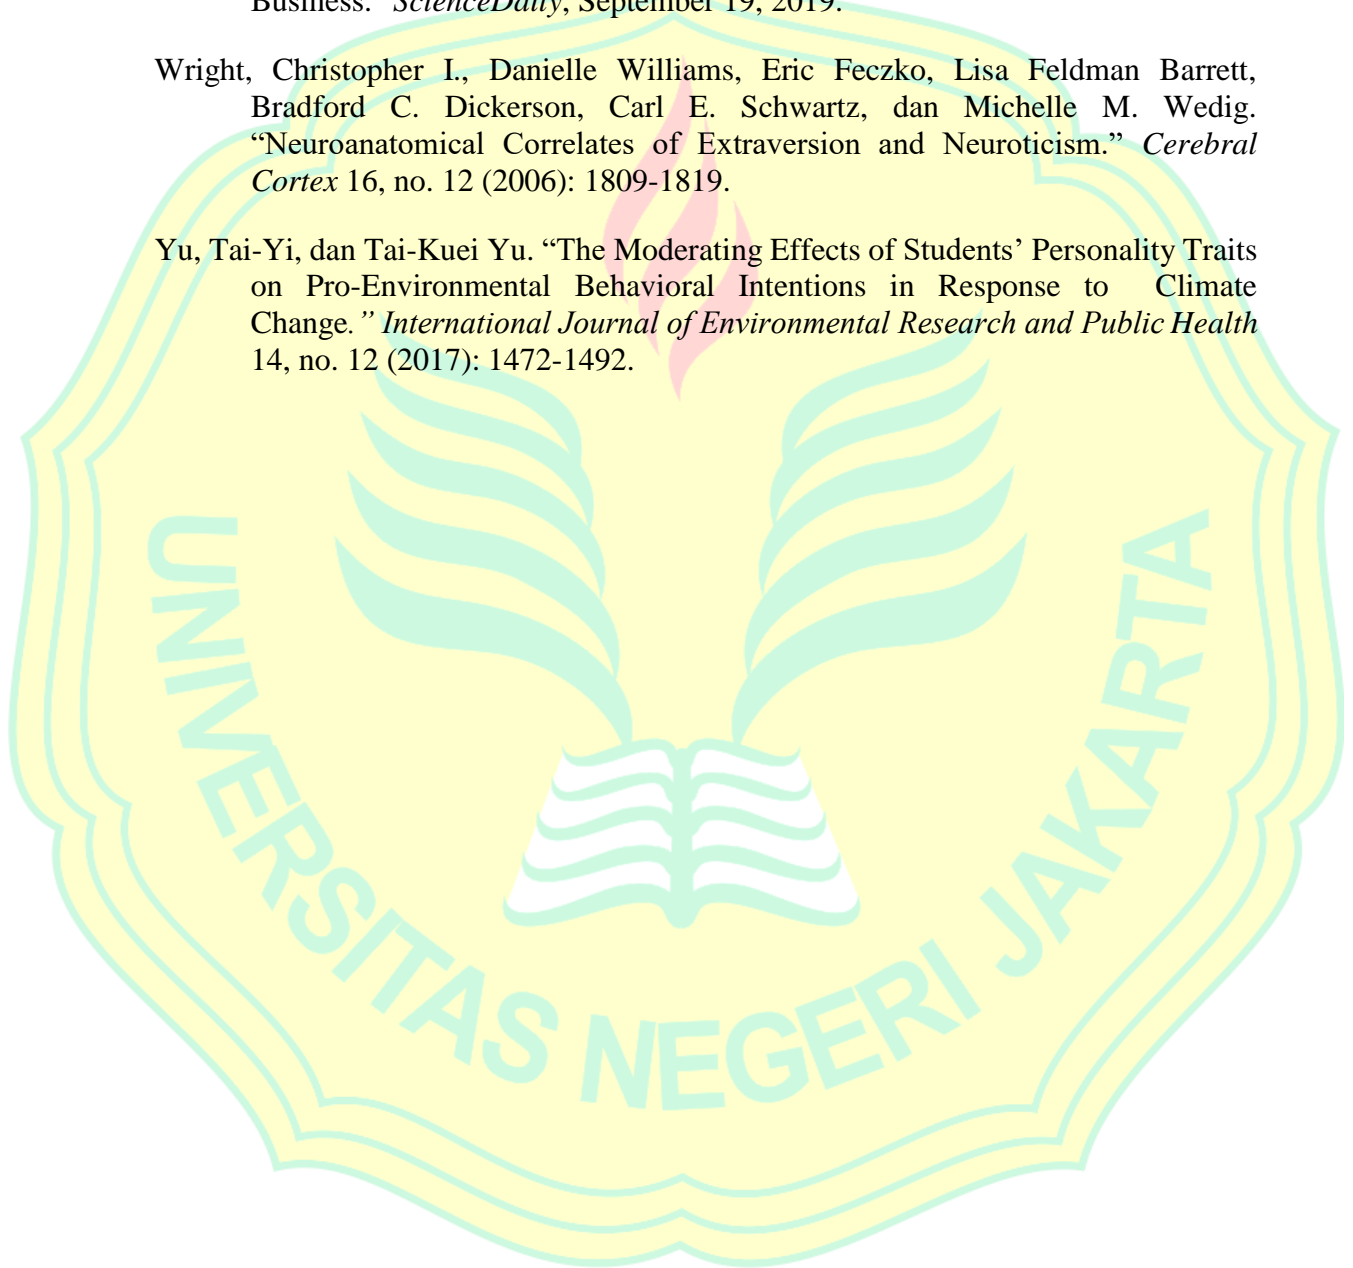 Business.” ScienceDaily, September 19, 2019.
Wright, Christopher I., Danielle Williams, Eric Feczko, Lisa Feldman Barrett,
Bradford C. Dickerson, Carl E. Schwartz, dan Michelle M. Wedig.
“Neuroanatomical Correlates of Extraversion and Neuroticism.” Cerebral
Cortex 16, no. 12 (2006): 1809-1819.
Yu, Tai-Yi, dan Tai-Kuei Yu. “The Moderating Effects of Students’ Personality Traits
on Pro-Environmental Behavioral Intentions in Response to Climate
Change.” International Journal of Environmental Research and Public Health
14, no. 12 (2017): 1472-1492.
UNIVERSITAS NEGERI JAKARTA